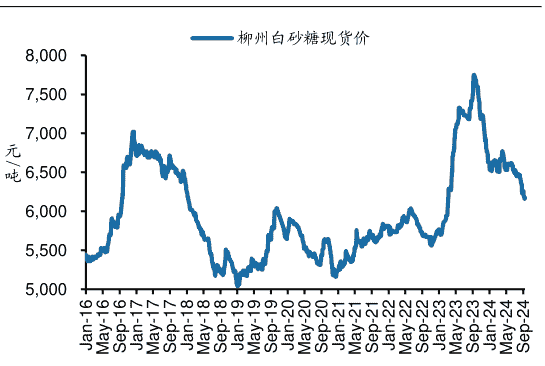 柳州白砂糖现货价
元/吨
8,000
7,500
7,000
6,500
6,000
5,500
5,000
Jan-16
May-16
Sep-16
Jan-17
May-17
Sep-17
Jan-18
May-18
Sep-18
Jan-19
May-19
Sep-19
Jan-20
May-20
Sep-20
Jan-21
May-21
Sep-21
Jan-22
May-22
Sep-22
Jan-23
May-23
Sep-23
Jan-24
May-24
Sep-24